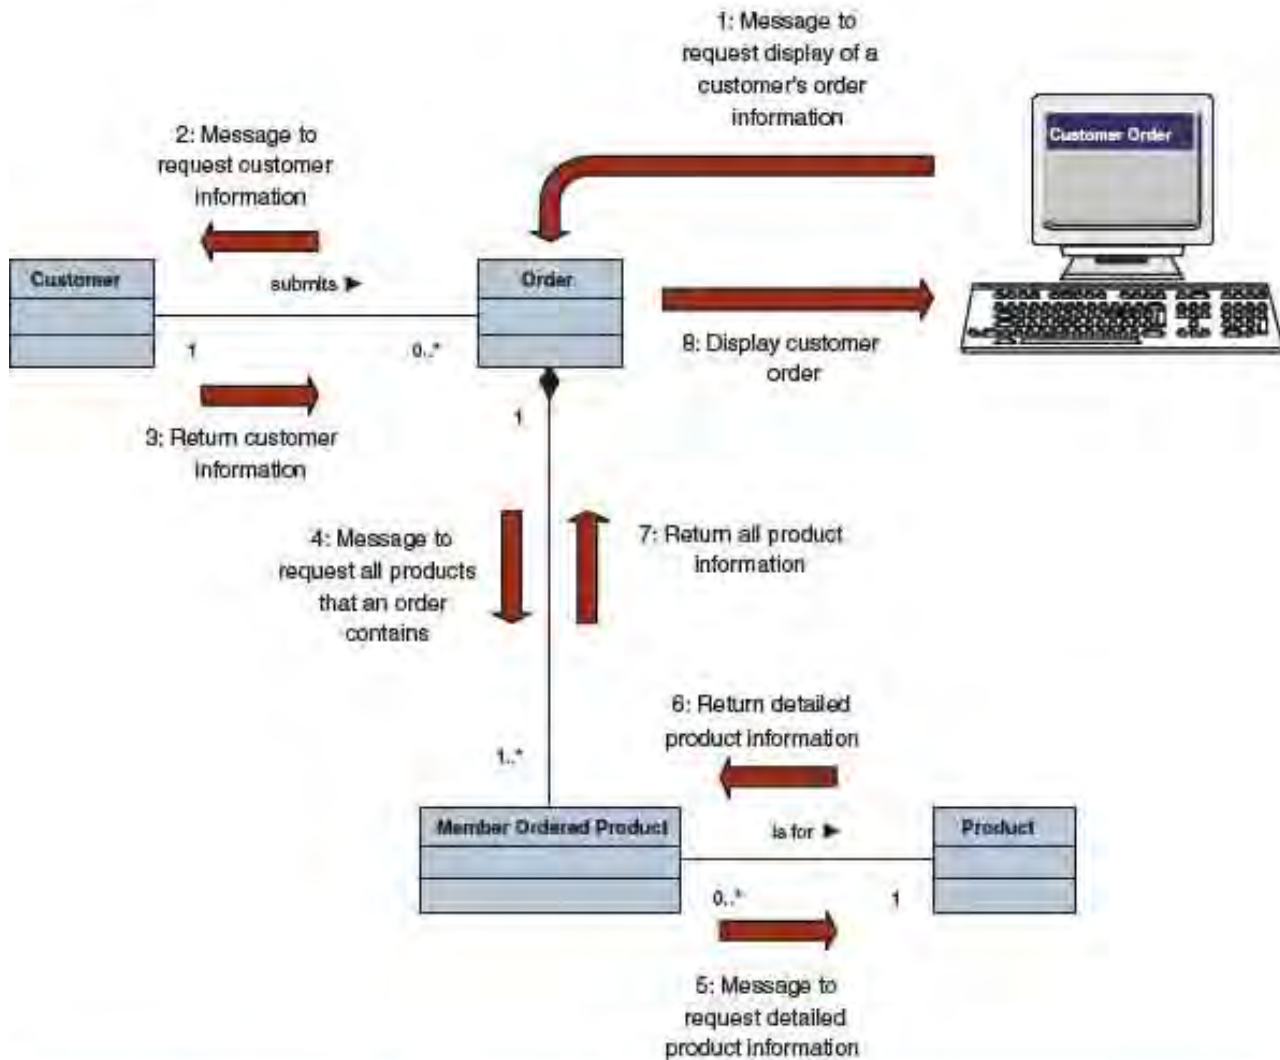 1: Message to
request display of a
customer's order
information
Customer Order
2: Message to
request customer
information
Customer
submits ►
Order
1
0..*
8: Display customer
order
3: Return customer
information
1
4: Message to
request all products
that an order
contains
7: Return all product
information
6: Return detailed
product information
1..*
Member Ordered Product
is for ►
Product
0..*
1
5: Message to
request detailed
product information